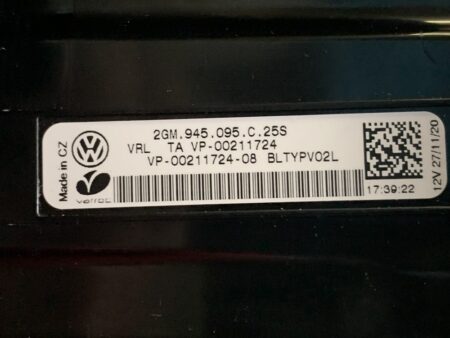 Made in CZ
2GM.945.095.C.25S
VRL TA VP-00211724
VP-00211724-08 BLTYPV02L
17:39:22
12V 27/11/20